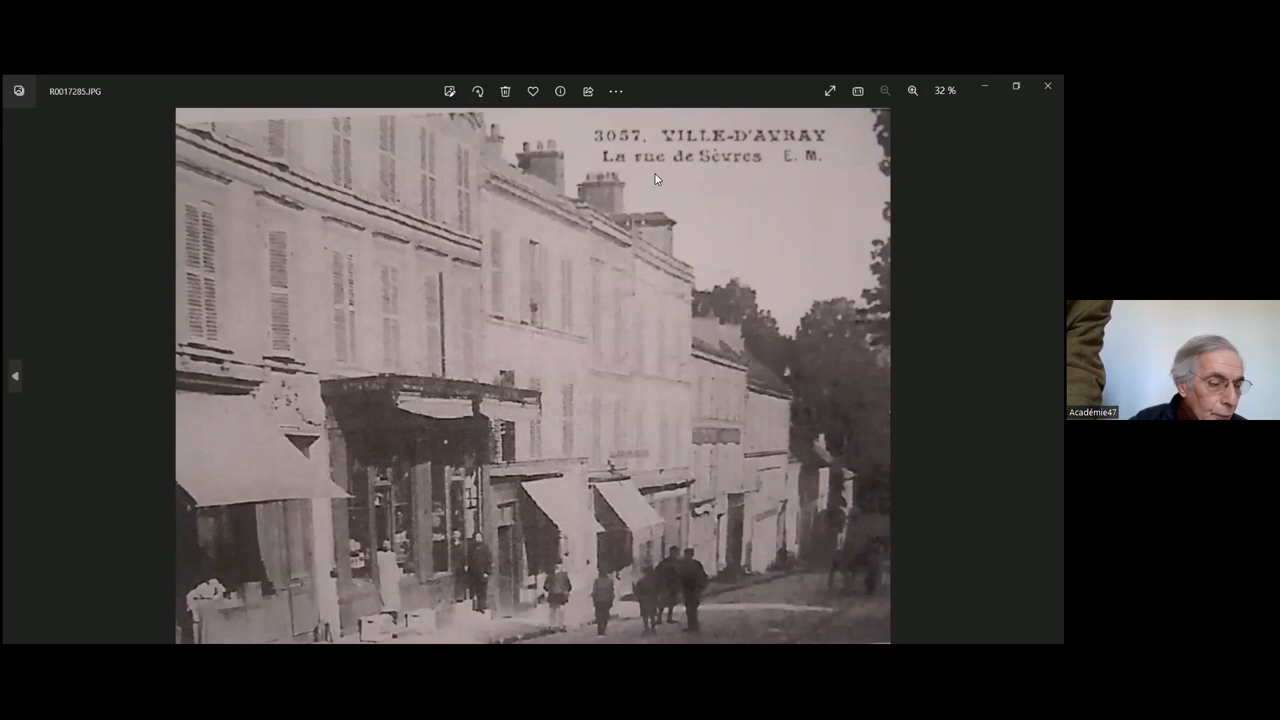 R0017285.JPG
32 %
3057. VILLE-D'AVRAY
La rue de Sèvres E. M.
Académie47